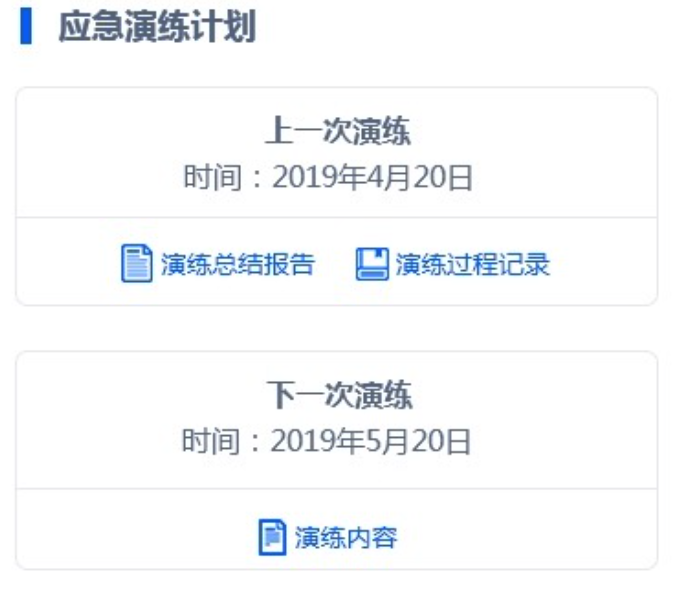 应急演练计划
上一次演练
时间：2019年4月20日
演练总结报告 演练过程记录
下一次演练
时间：2019年5月20日
演练内容